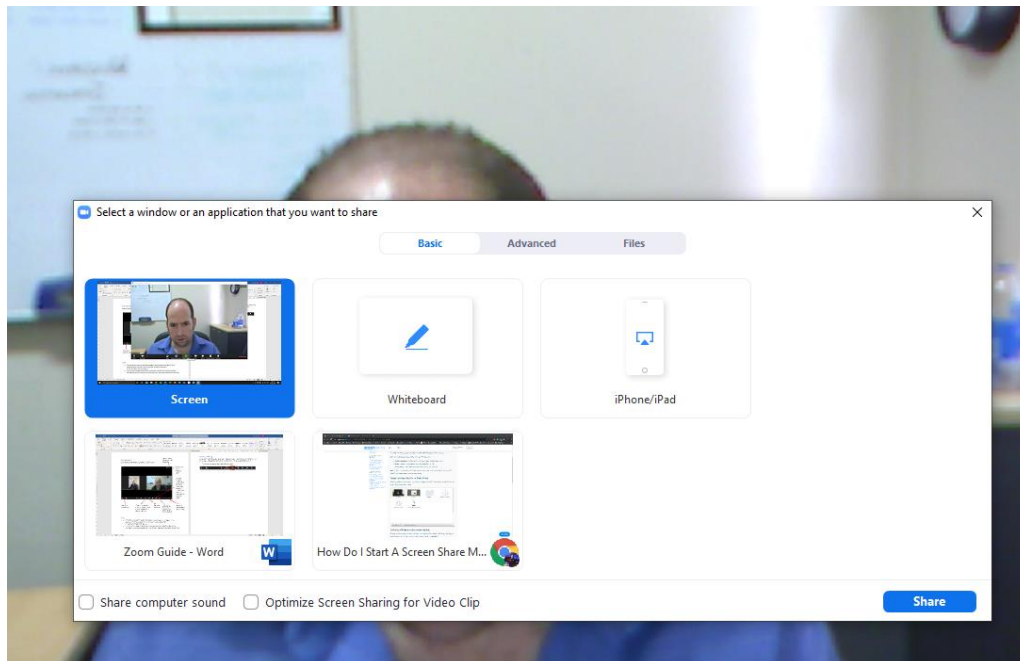 Select a window or an application that you want to share
Basic Advanced Files
Screen
Whiteboard
iPhone/iPad
Zoom Guide - Word
W
How Do I Start A Screen Share M...
Share computer sound
Optimize Screen Sharing for Video Clip
Share